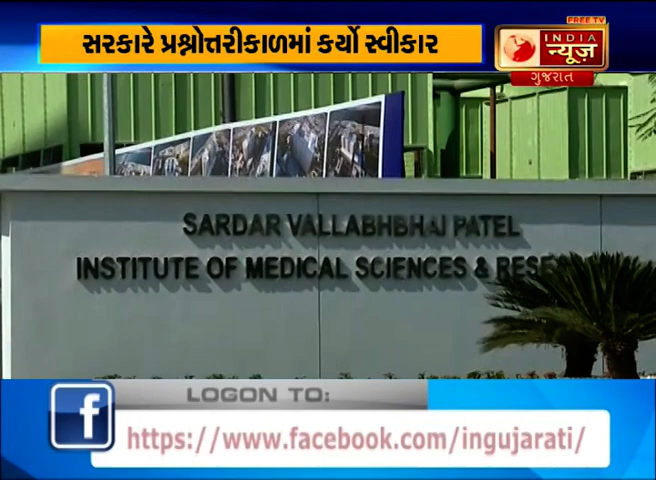 સરકારે પ્રશ્નોત્તરીકાળમાં કર્યો સ્વીકાર
FREE TV
INDIA
न्यूज़
ગુજરાત
SARDAR VALLABHBHAI PATEL
INSTITUTE OF MEDICAL SCIENCES &
LOGON TO:
https://www.facebook.com/ingujarati/